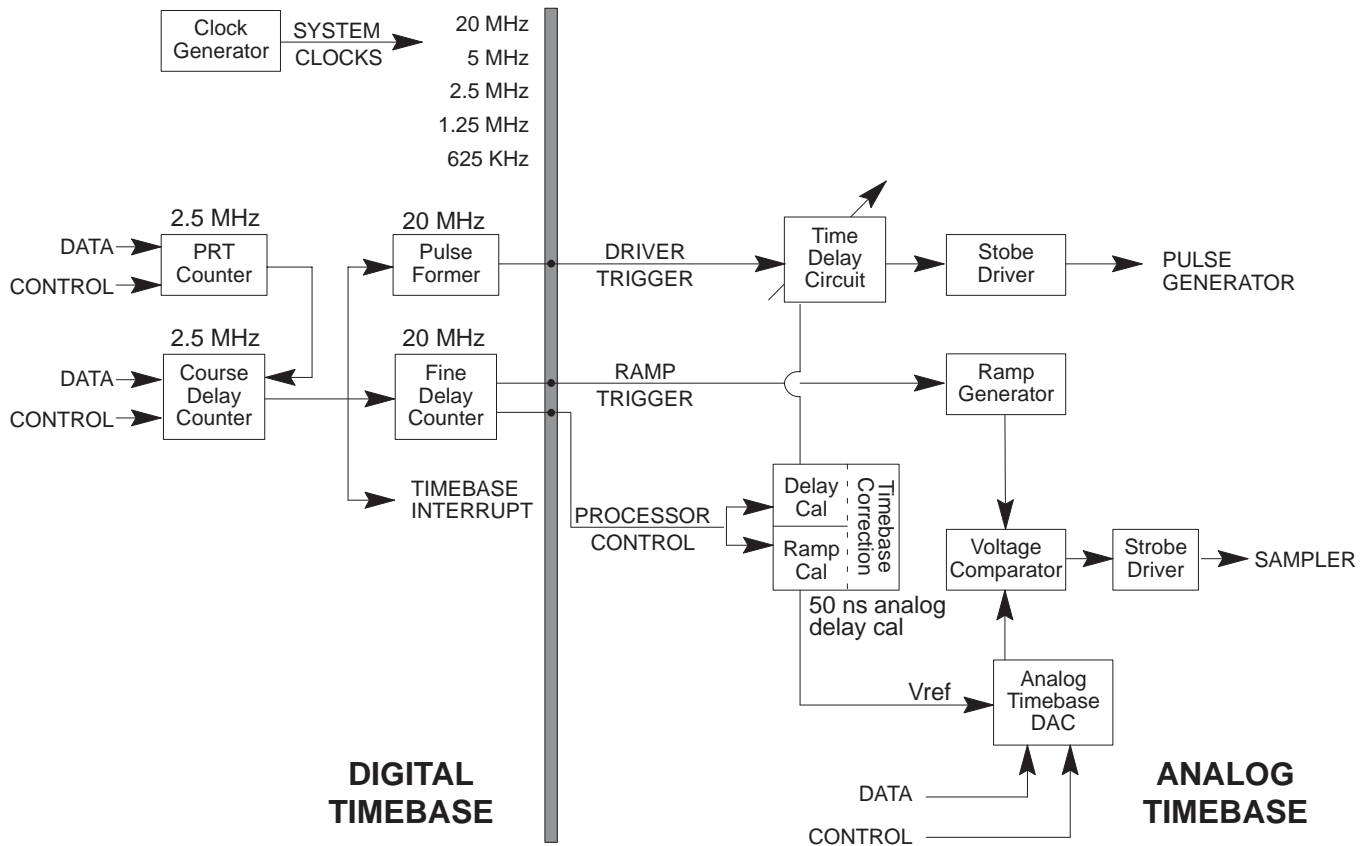 Clock
Generator
SYSTEM
CLOCKS
20 MHz
5 MHz
2.5 MHz
1.25 MHz
625 KHz
2.5 MHz
DATA
CONTROL
PRT
Counter
20 MHz
Pulse
Former
DRIVER
TRIGGER
Time
Delay
Circuit
Stobe
Driver
PULSE
GENERATOR
2.5 MHz
DATA
CONTROL
Course
Delay
Counter
20 MHz
Fine
Delay
Counter
RAMP
TRIGGER
Ramp
Generator
TIMEBASE
INTERRUPT
PROCESSOR
CONTROL
Delay
Cal
Ramp
Cal
Timebase
Correction
Voltage
Comparator
Strobe
Driver
SAMPLER
50 ns analog
delay cal
Vref
Analog
Timebase
DAC
DATA
CONTROL
DIGITAL
TIMEBASE
ANALOG
TIMEBASE